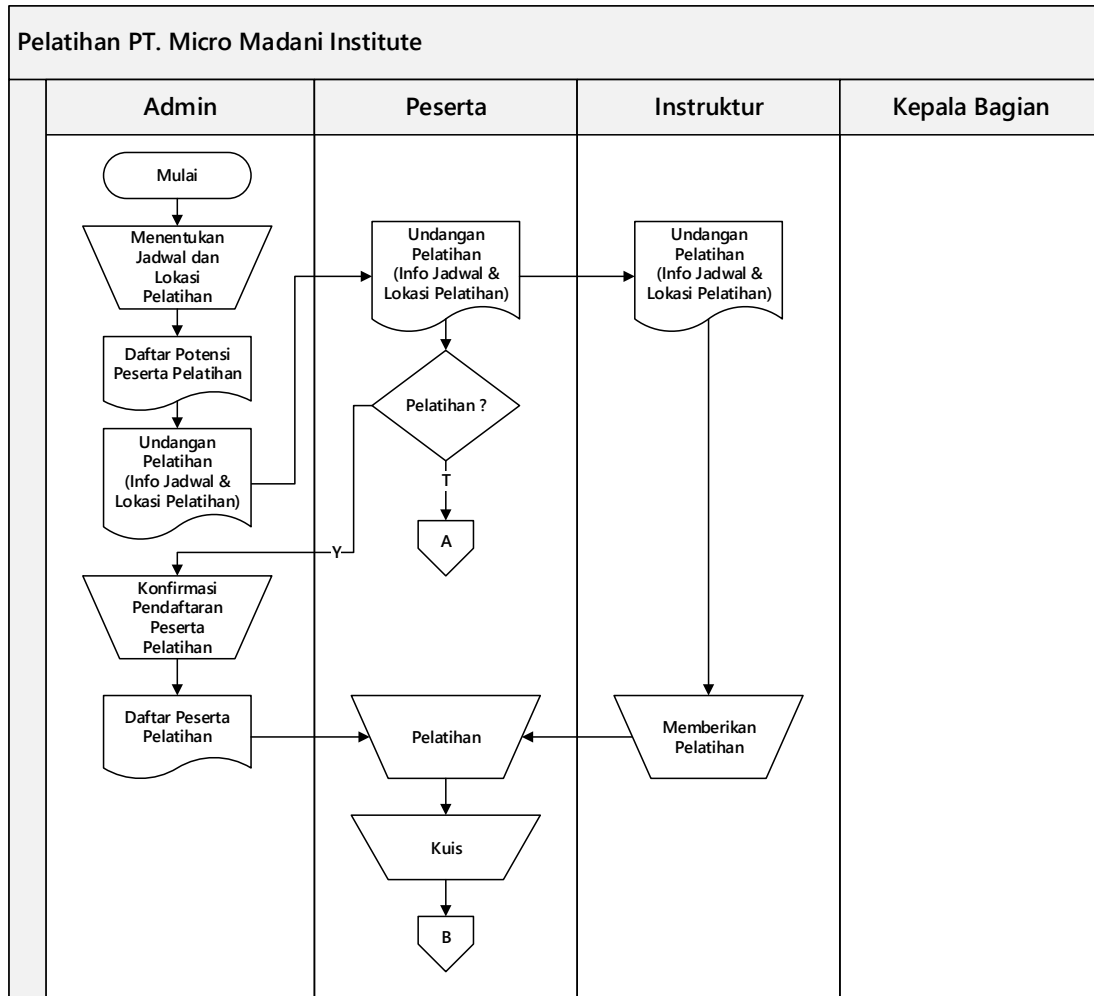 Pelatihan PT. Micro Madani Institute
Admin
Peserta
Instruktur
Kepala Bagian
Mulai
Menentukan
Jadwal dan
Lokasi
Pelatihan
Daftar Potensi
Peserta Pelatihan
Undangan
Pelatihan
(Info Jadwal &
Lokasi Pelatihan)
Undangan
Pelatihan
(Info Jadwal &
Lokasi Pelatihan)
Undangan
Pelatihan
(Info Jadwal &
Lokasi Pelatihan)
Pelatihan ?
T
A
Y
Konfirmasi
Pendaftaran
Peserta
Pelatihan
Daftar Peserta
Pelatihan
Pelatihan
Memberikan
Pelatihan
Kuis
B